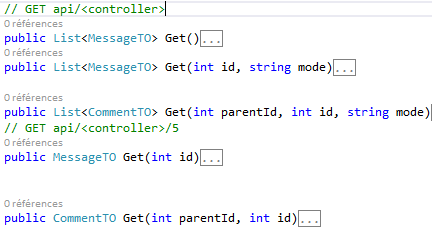 // GET api/<controller>
0 références
public List<MessageTO> Get(){...}
0 références
public List<MessageTO> Get(int id, string mode)...
0 références
public List<CommentTO> Get(int parentId, int id, string mode)
// GET api/<controller>/5
0 références
public MessageTO Get(int id)...
0 références
public CommentTO Get(int parentId, int id)...